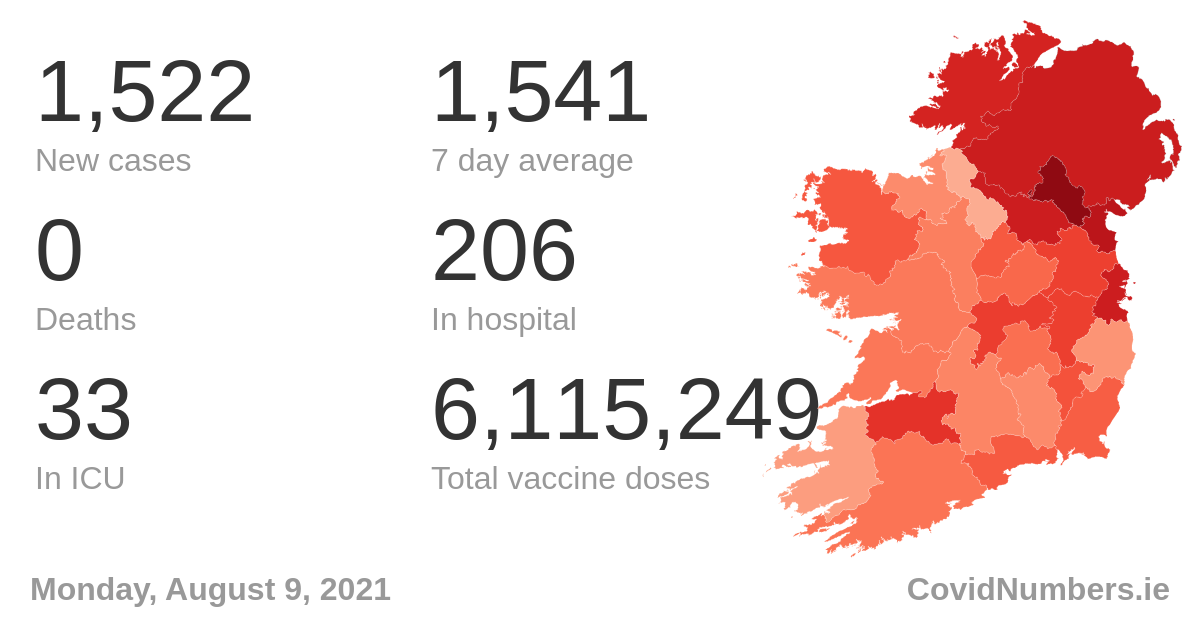 1,522
New cases
1,541
7 day average
0
Deaths
206
In hospital
33
In ICU
6,115,249
Total vaccine doses
Monday, August 9, 2021
CovidNumbers.ie